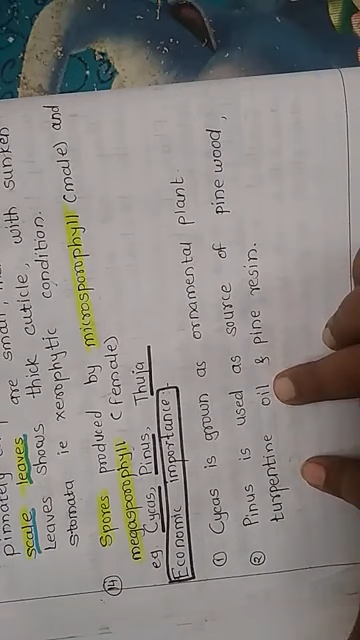 pinnately are small,
scale leaves
Leaves shows thick cuticle, with sunken
stomata ie xerophytic condition.
(14) Spores produced by microsporophyll (male) and
megasporophyll (female)
eg Cycas, Pinus, Thuja
Economic importance:
① Cycas is grown as ornamental plant.
② Pinus is used as source of pine wood,
turpentine oil & pine resin.